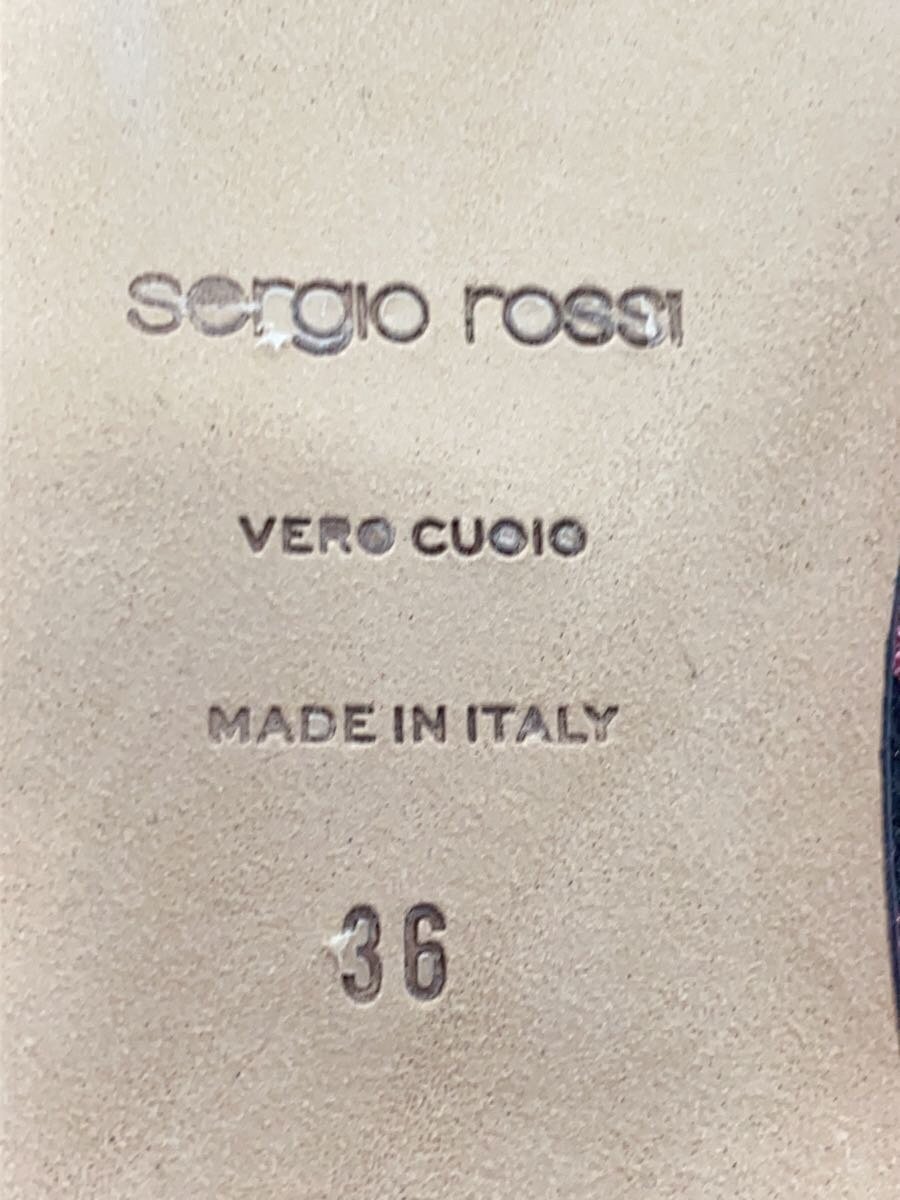 sergio rossi
VERO CUOIO
MADE IN ITALY
36